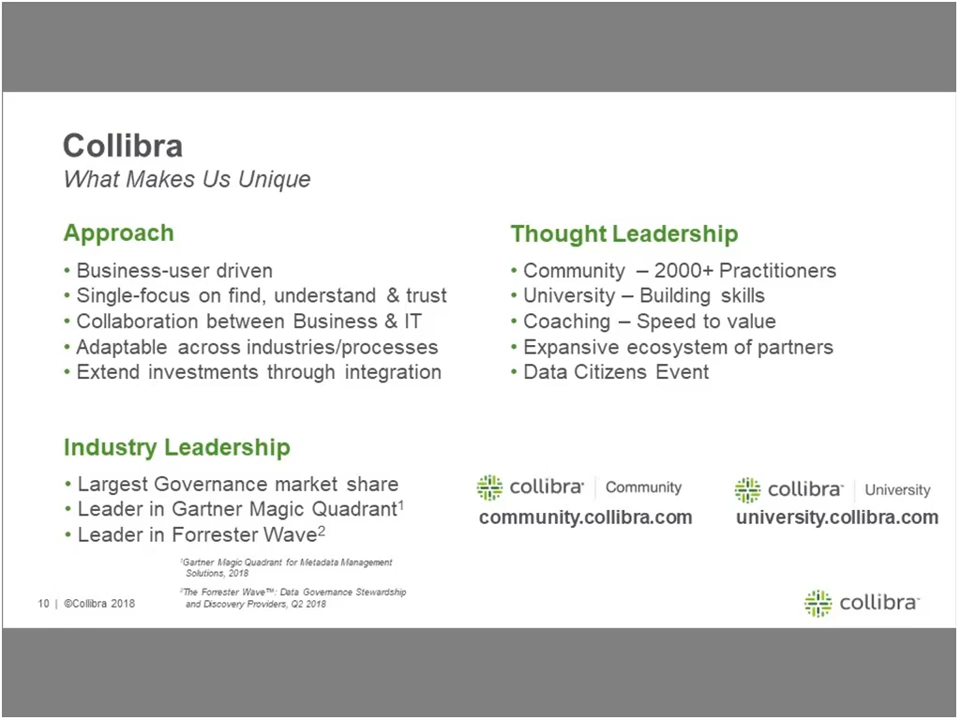 Collibra
What Makes Us Unique
Approach
• Business-user driven
• Single-focus on find, understand & trust
• Collaboration between Business & IT
• Adaptable across industries/processes
• Extend investments through integration
Thought Leadership
• Community – 2000+ Practitioners
• University – Building skills
• Coaching – Speed to value
• Expansive ecosystem of partners
• Data Citizens Event
Industry Leadership
• Largest Governance market share
• Leader in Gartner Magic Quadrant1
• Leader in Forrester Wave2
collibra | Community
community.collibra.com
collibra | University
university.collibra.com
1Gartner Magic Quadrant for Metadata Management
Solutions, 2018
2The Forrester Wave™: Data Governance Stewardship
and Discovery Providers, Q2 2018
10 | ©Collibra 2018
collibra™